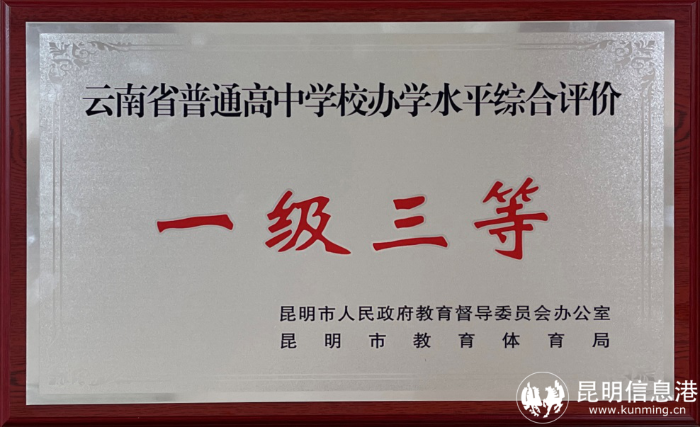 云南省普通高中学校办学水平综合评价
一级三等
昆明市人民政府教育督导委员会办公室
昆明市教育体育局
昆明信息港
www.kunming.cn